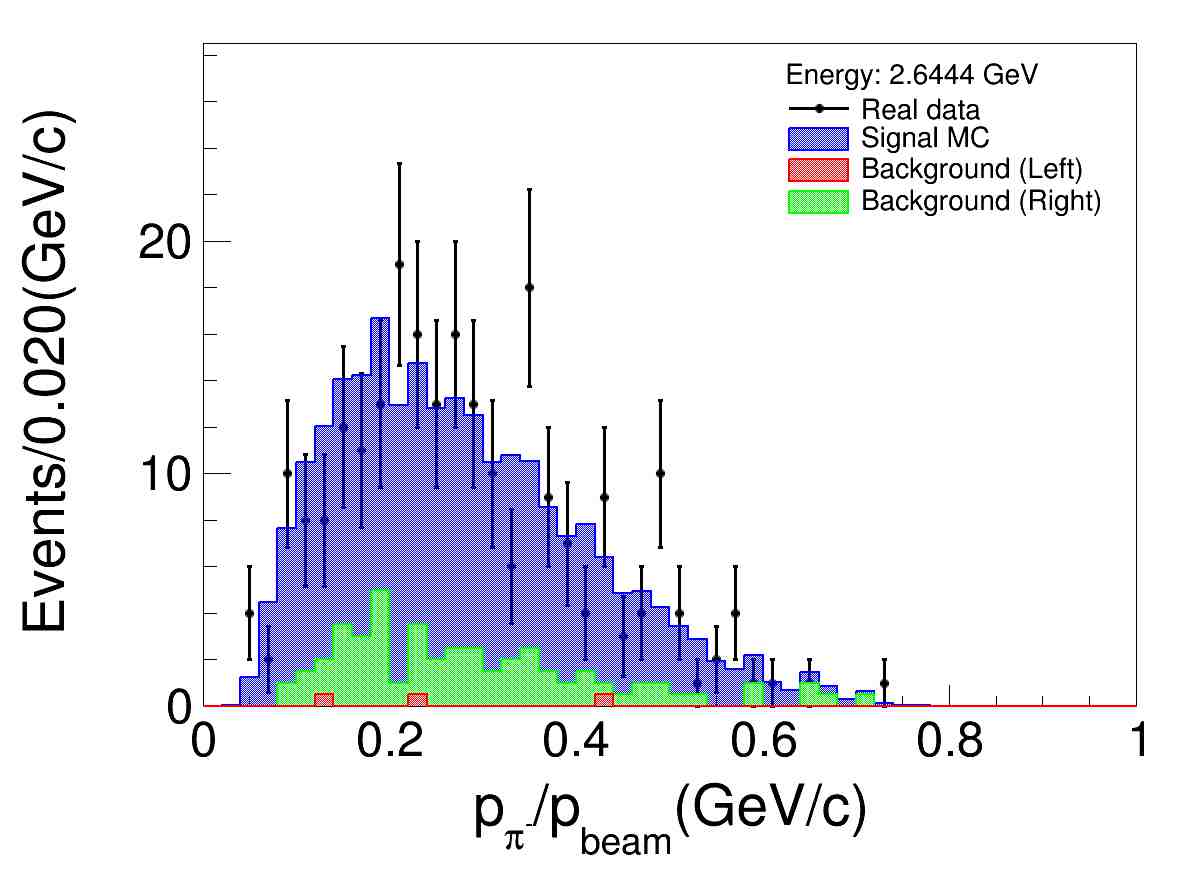 Energy: 2.6444 GeV
Real data
Signal MC
Background (Left)
Background (Right)
Events/0.020(GeV/c)
20
10
0
0 0.2 0.4 0.6 0.8 1
pπ-/pbeam(GeV/c)